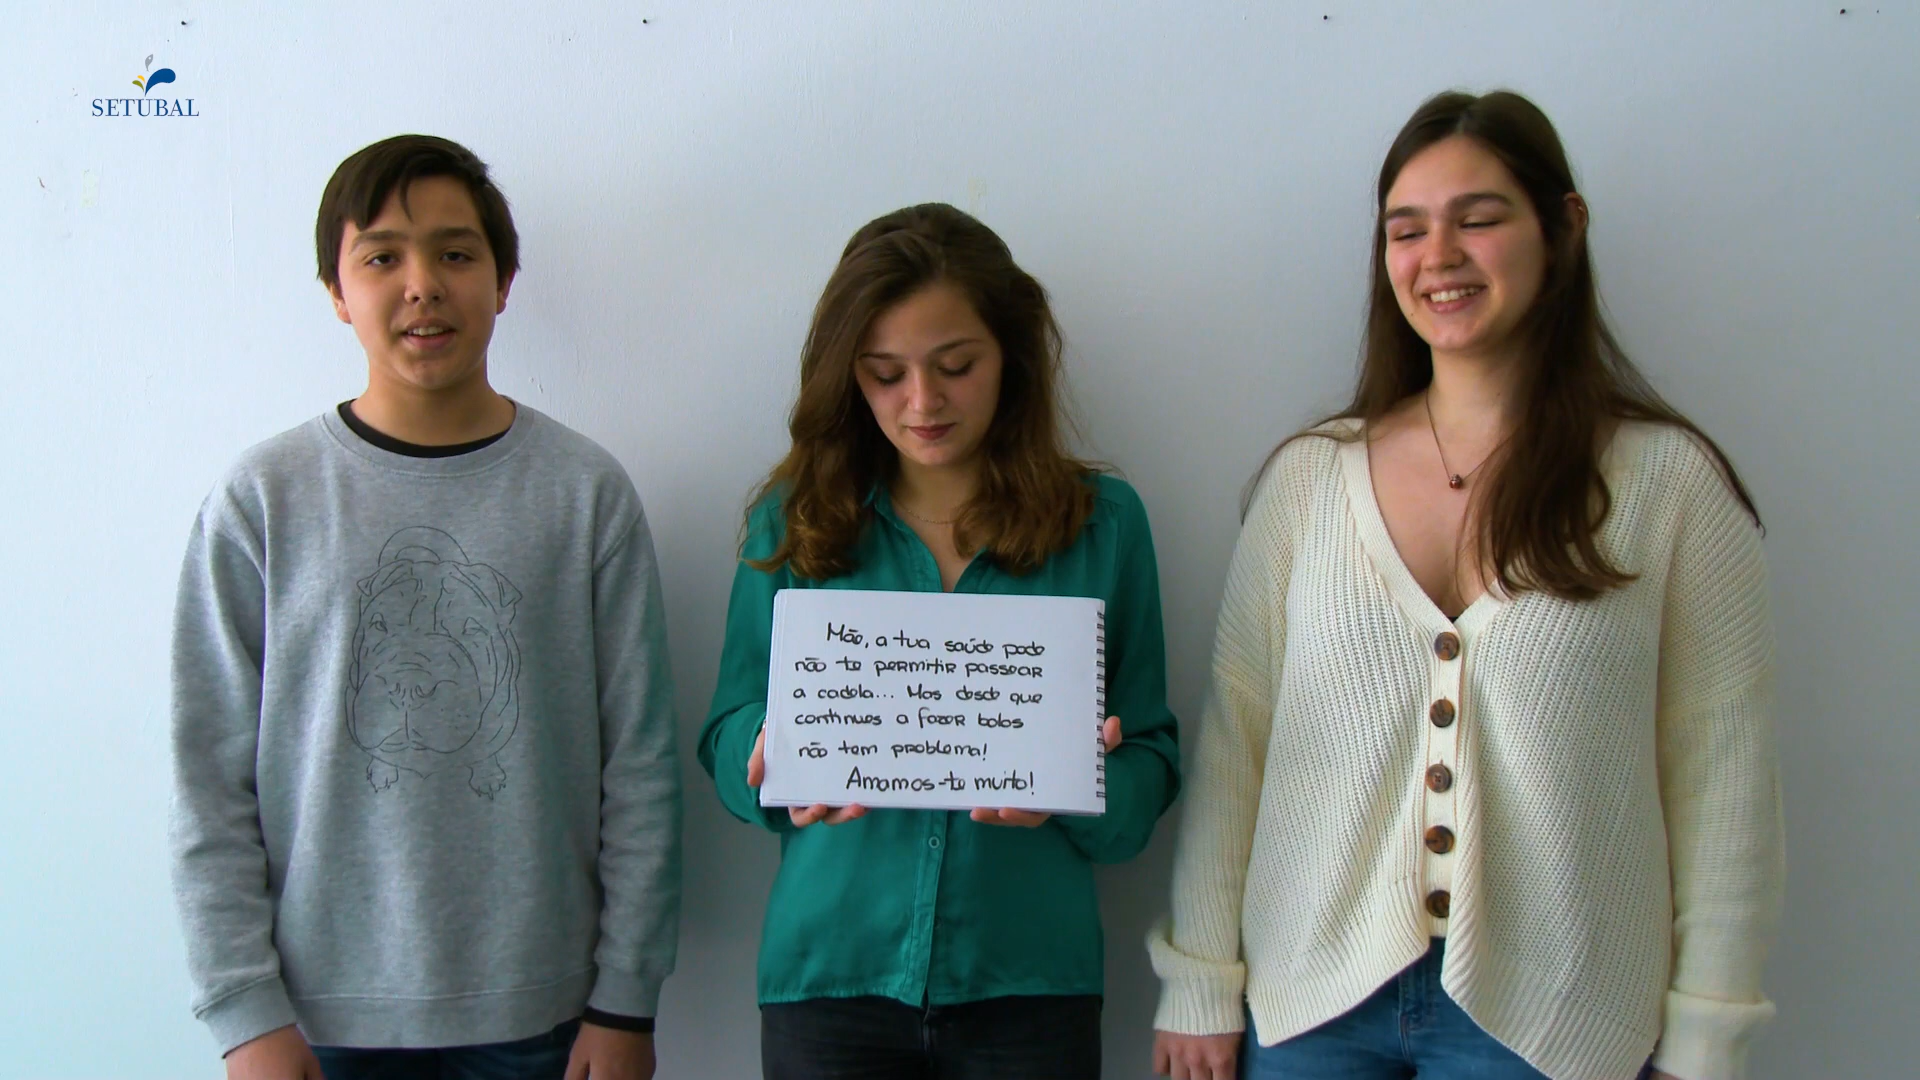 SETUBAL
Mãe, a tua saúde pode
não te permitir passear
a cadela... Mas desde que
continues a fazer bolos
não tem problema!
Amamos-te muito!